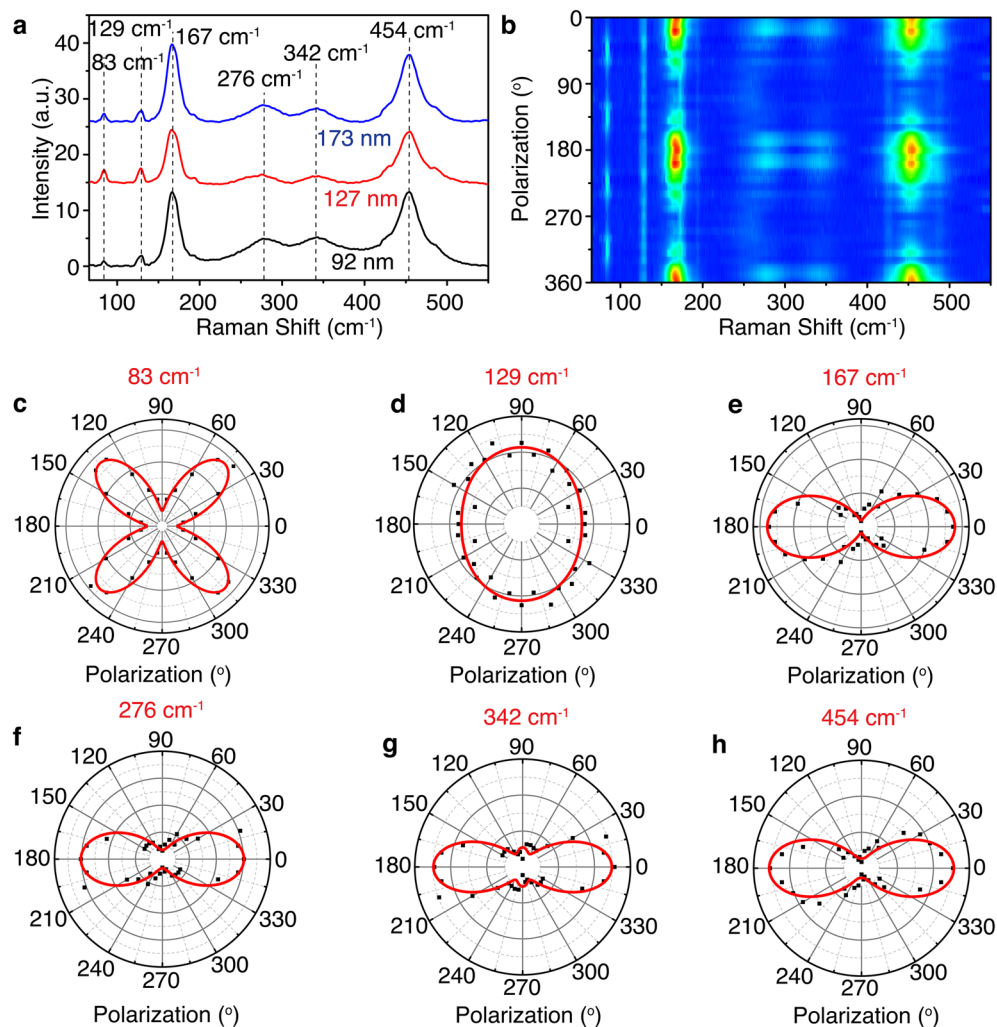 a
129 cm⁻¹
167 cm⁻¹
454 cm⁻¹
83 cm⁻¹
276 cm⁻¹
342 cm⁻¹
40
30
20
10
0
Intensity (a.u.)
173 nm
127 nm
92 nm
100 200 300 400 500
Raman Shift (cm⁻¹)
b
0
90
180
270
360
Polarization (°)
100 200 300 400 500
Raman Shift (cm⁻¹)
83 cm⁻¹
c
90
120 60
150 30
180 0
210 330
240 300
270
Polarization (°)
129 cm⁻¹
d
90
120 60
150 30
180 0
210 330
240 300
270
Polarization (°)
167 cm⁻¹
e
90
120 60
150 30
180 0
210 330
240 300
270
Polarization (°)
276 cm⁻¹
f
90
120 60
150 30
180 0
210 330
240 300
270
Polarization (°)
342 cm⁻¹
g
90
120 60
150 30
180 0
210 330
240 300
270
Polarization (°)
454 cm⁻¹
h
90
120 60
150 30
180 0
210 330
240 300
270
Polarization (°)